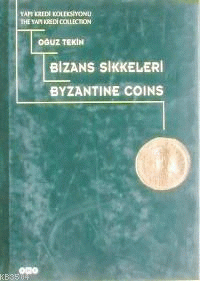 YAPI KREDİ KOLEKSİYONU
THE YAPI KREDİ COLLECTION
OĞUZ TEKİN
BİZANS SİKKELERİ
BYZANTINE COINS